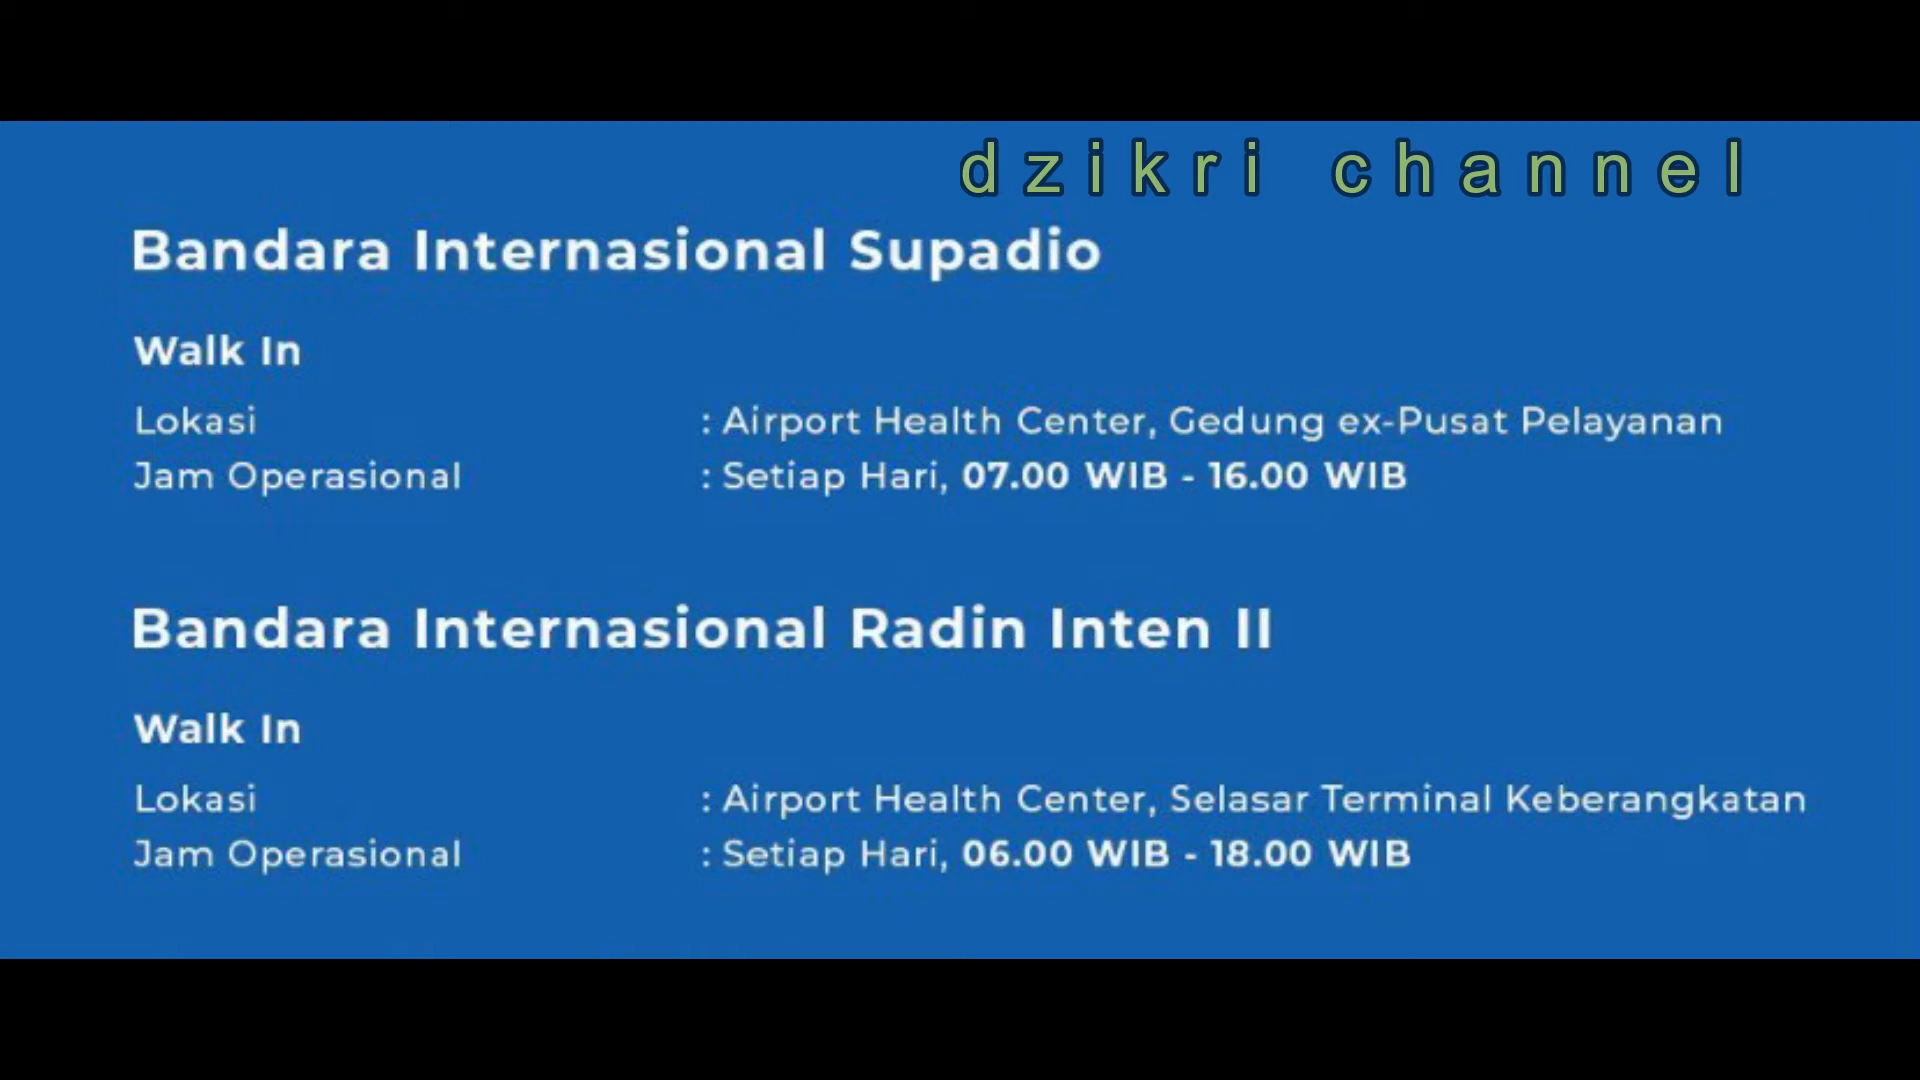 dzikri channel
Bandara Internasional Supadio
Walk In
Lokasi : Airport Health Center, Gedung ex-Pusat Pelayanan
Jam Operasional : Setiap Hari, 07.00 WIB - 16.00 WIB
Bandara Internasional Radin Inten II
Walk In
Lokasi : Airport Health Center, Selasar Terminal Keberangkatan
Jam Operasional : Setiap Hari, 06.00 WIB - 18.00 WIB